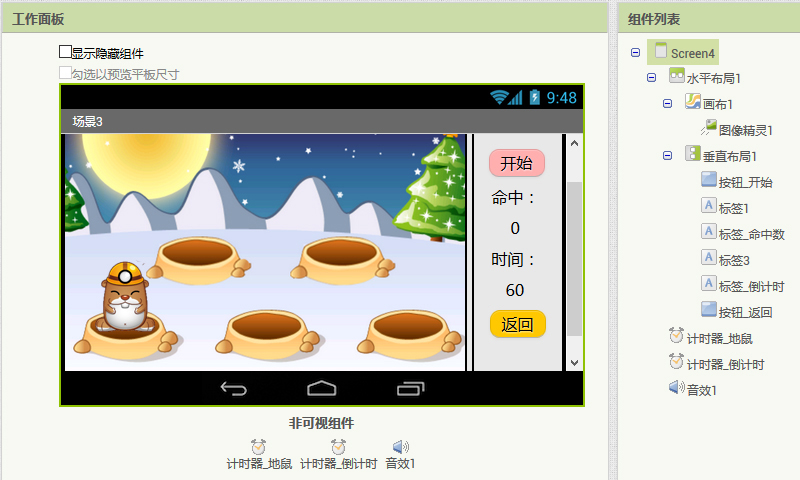 工作面板
显示隐藏组件
勾选以预览平板尺寸
9:48
场景3
开始
命中：
0
时间：
60
返回
非可视组件
计时器_地鼠 计时器_倒计时 音效1
组件列表
Screen4
水平布局1
画布1
图像精灵1
垂直布局1
按钮_开始
A 标签1
A 标签_命中数
A 标签3
A 标签_倒计时
按钮_返回
计时器_地鼠
计时器_倒计时
音效1